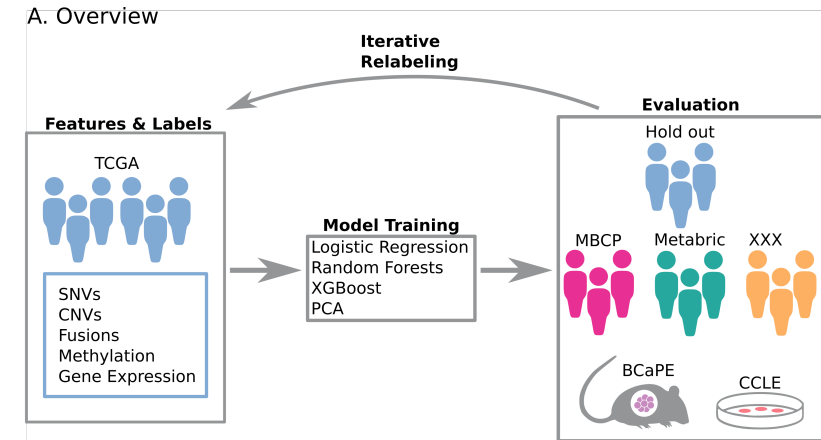 A. Overview
Iterative
Relabeling
Features & Labels
TCGA
SNVs
CNVs
Fusions
Methylation
Gene Expression
Model Training
Logistic Regression
Random Forests
XGBoost
PCA
Evaluation
Hold out
MBCP Metabric XXX
BCaPE
CCLE